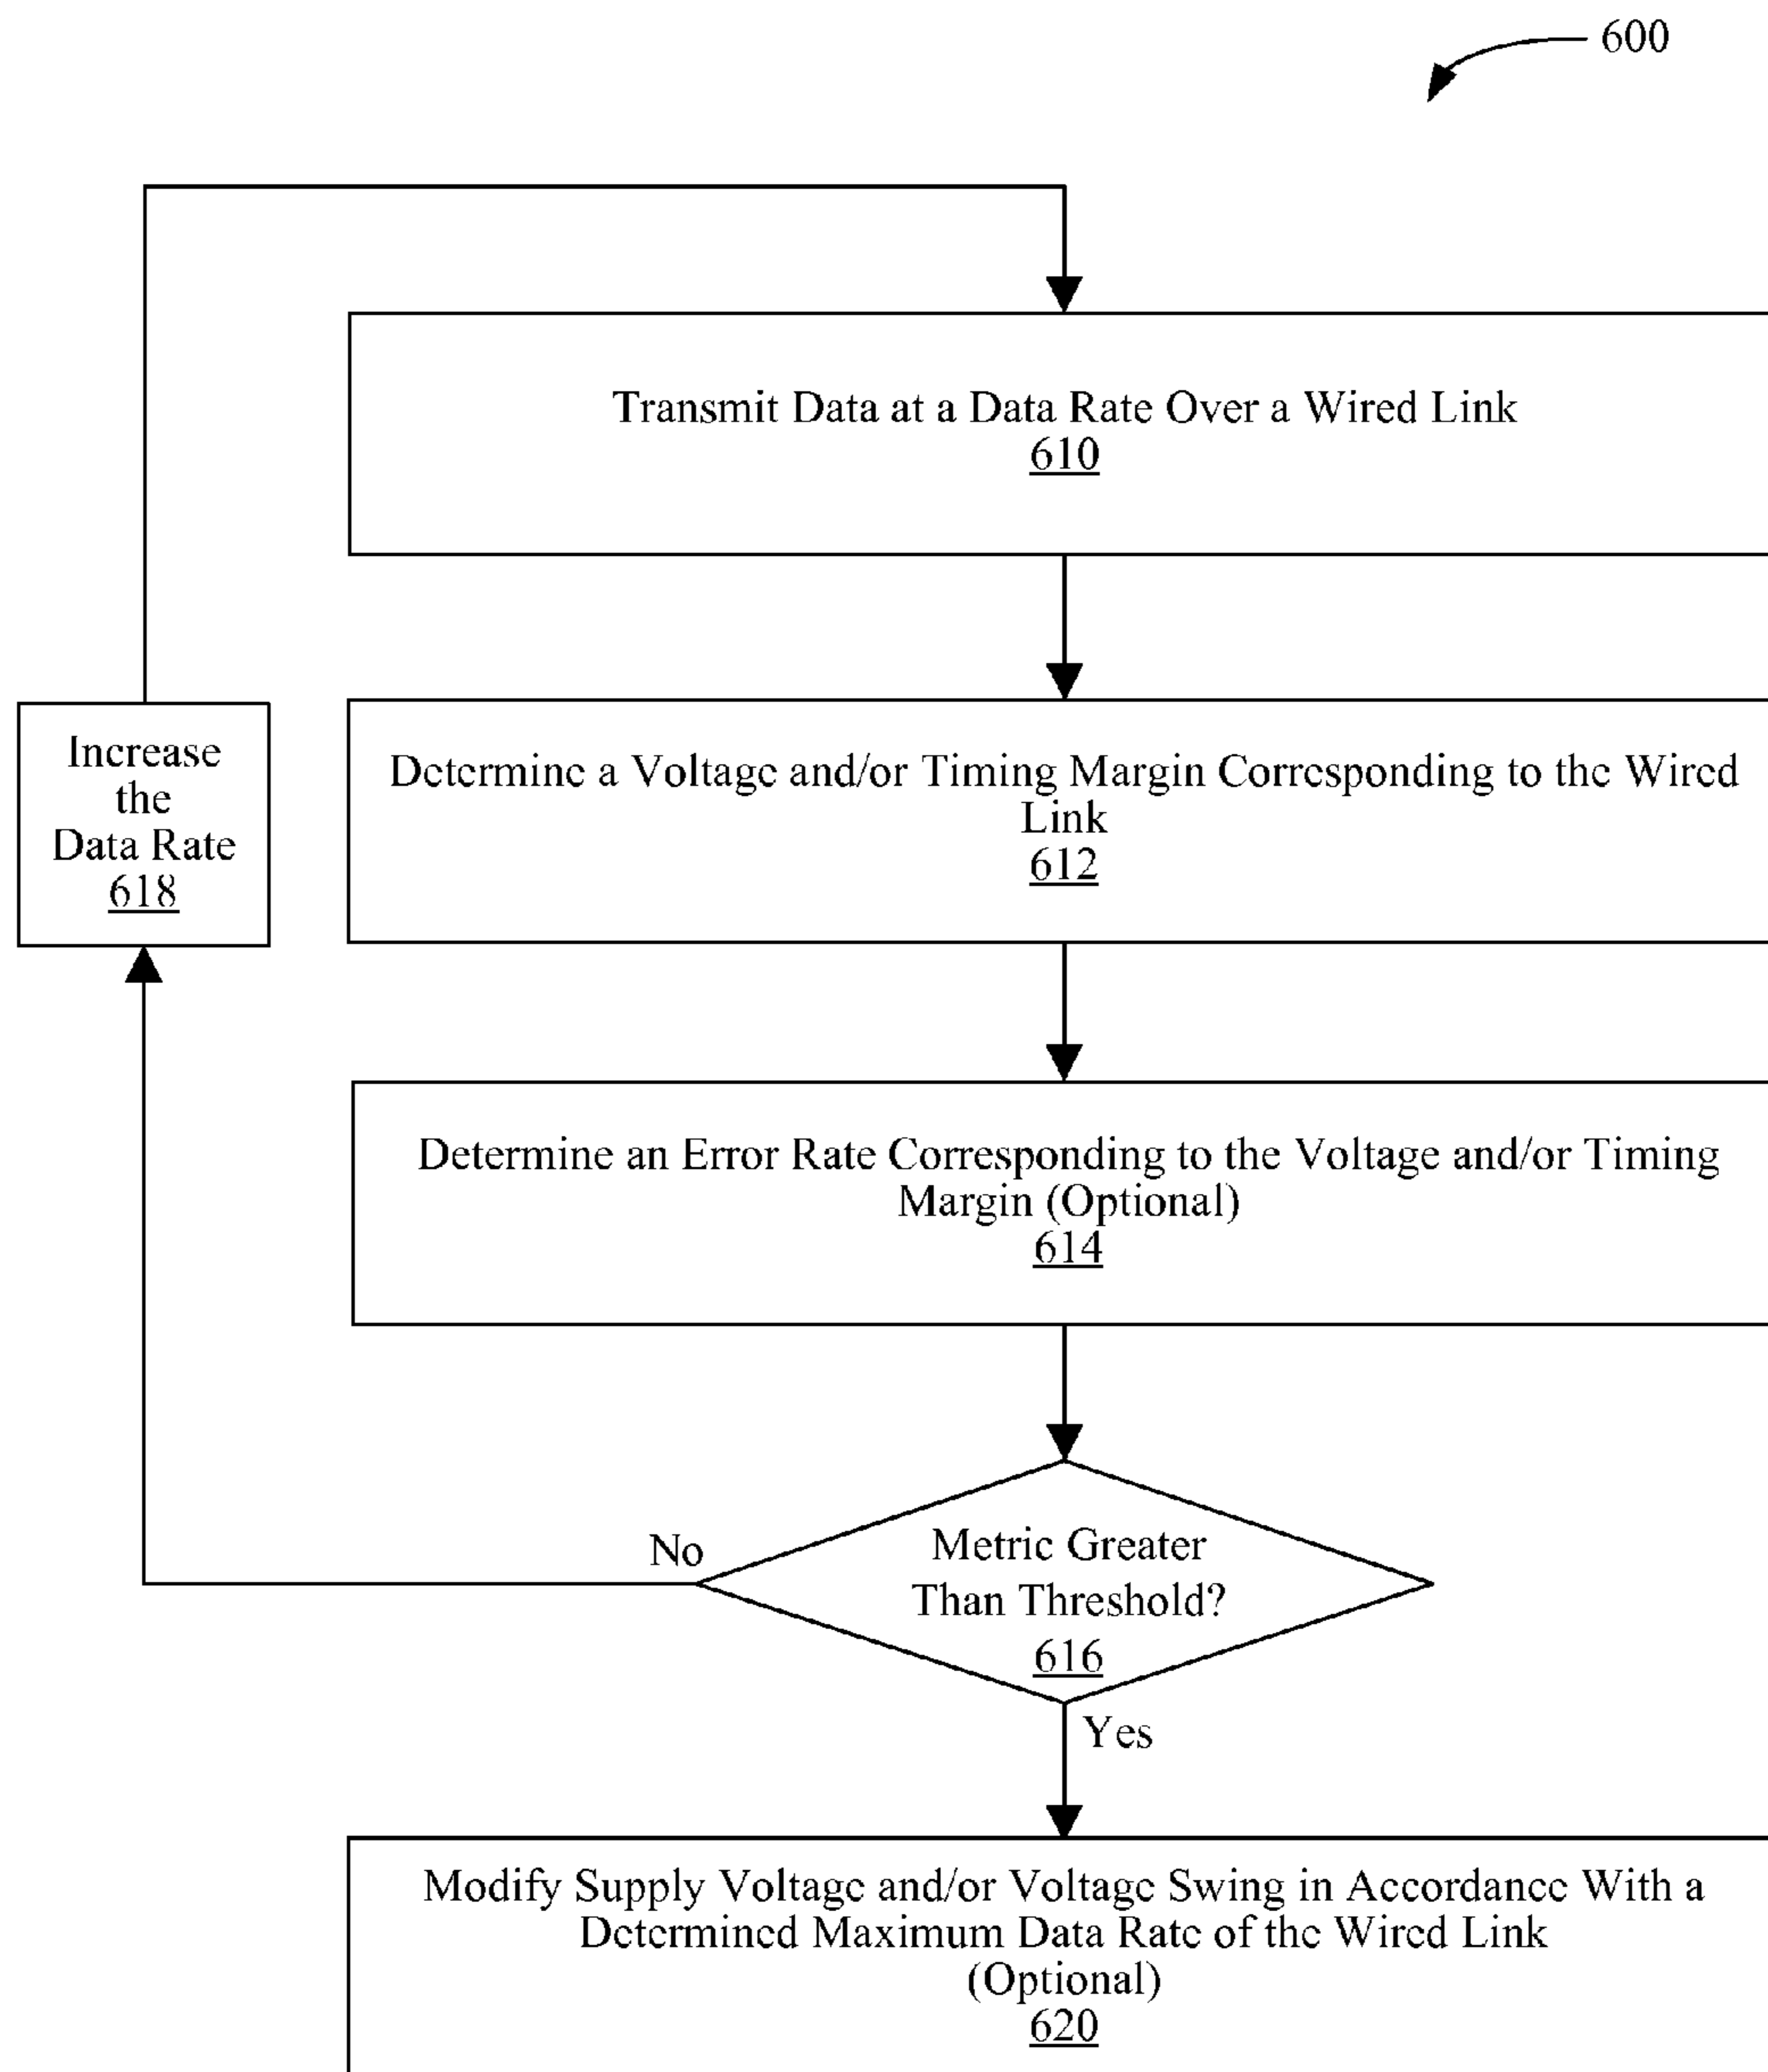 600
Transmit Data at a Data Rate Over a Wired Link
610
Increase
the
Data Rate
618
Determine a Voltage and/or Timing Margin Corresponding to the Wired
Link
612
Determine an Error Rate Corresponding to the Voltage and/or Timing
Margin (Optional)
614
No
Metric Greater
Than Threshold?
616
Yes
Modify Supply Voltage and/or Voltage Swing in Accordance With a
Determined Maximum Data Rate of the Wired Link
(Optional)
620